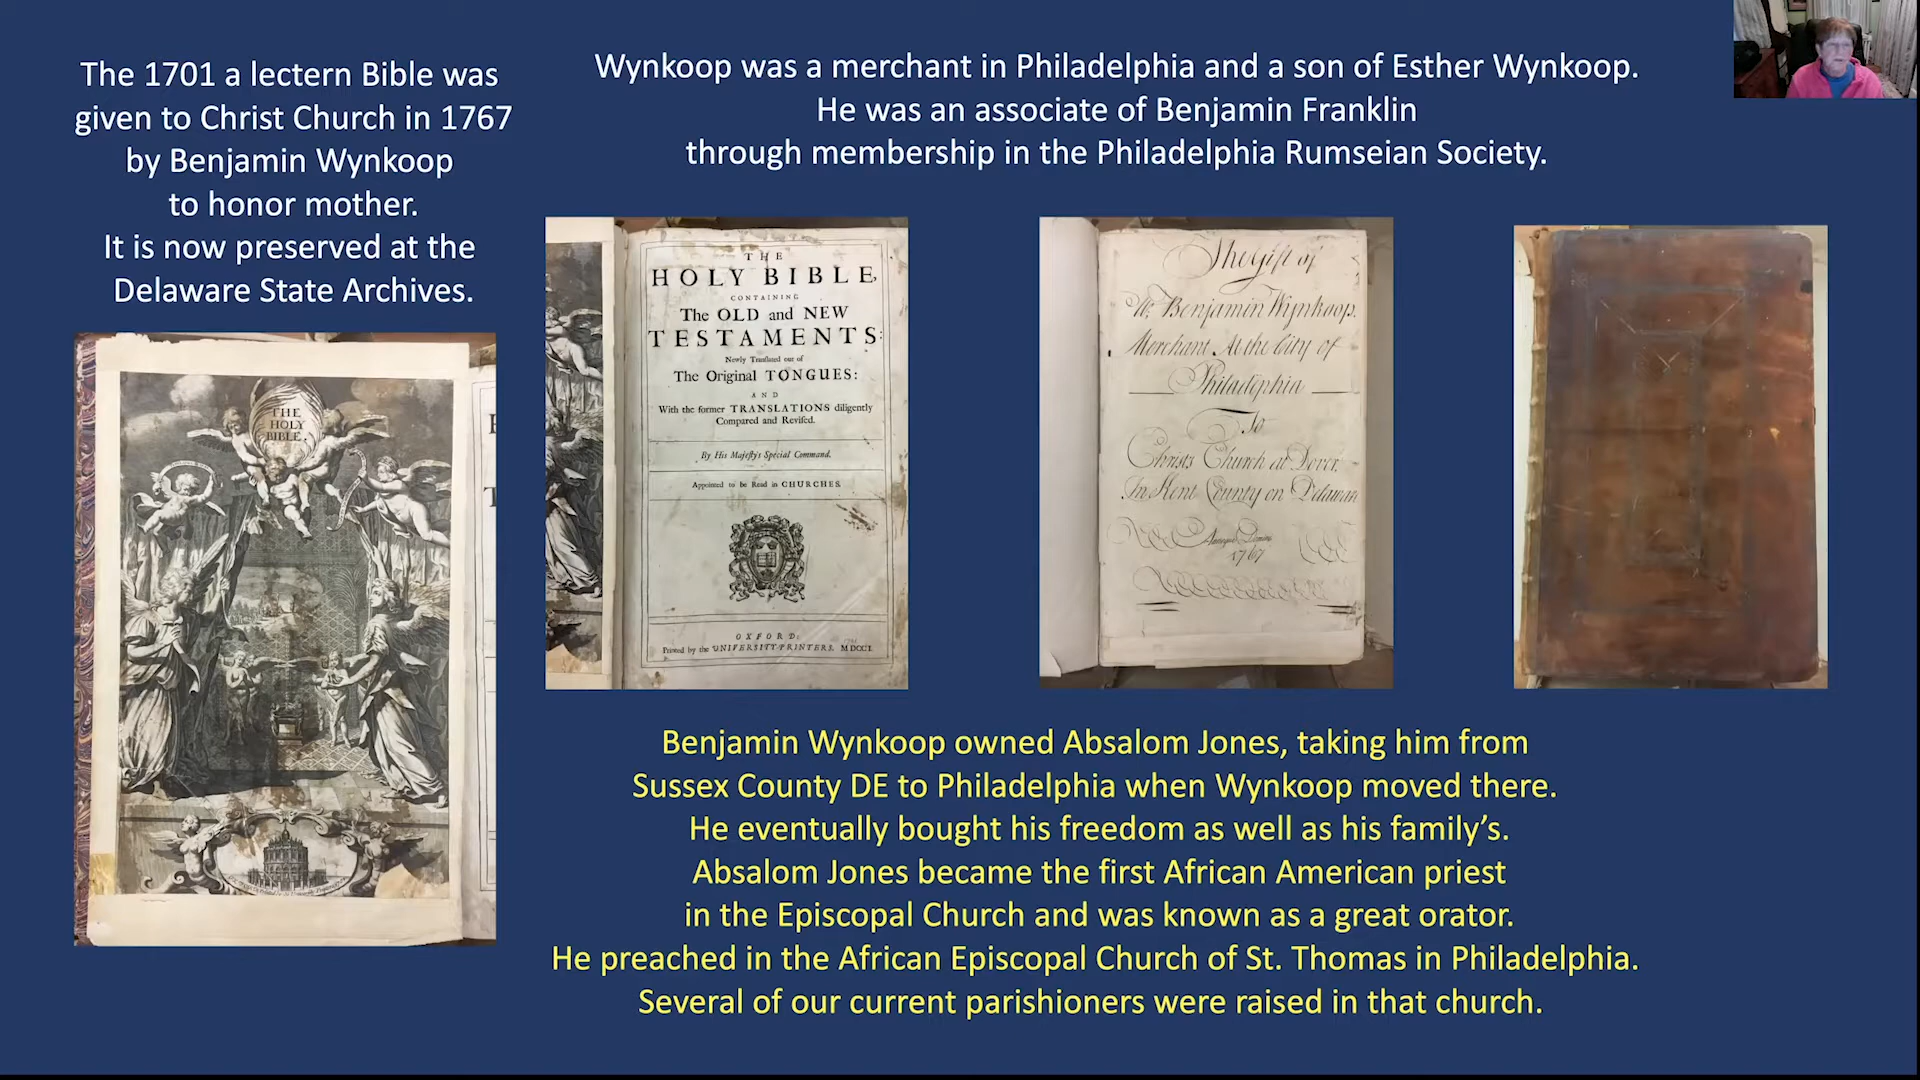 The 1701 a lectern Bible was
given to Christ Church in 1767
by Benjamin Wynkoop
to honor mother.
It is now preserved at the
Delaware State Archives.
Wynkoop was a merchant in Philadelphia and a son of Esther Wynkoop.
He was an associate of Benjamin Franklin
through membership in the Philadelphia Rumseian Society.
THE
HOLY
BIBLE.
THE
HOLY BIBLE,
CONTAINING
The OLD and NEW
TESTAMENTS:
Newly Translated out of
The Original TONGUES:
AND
With the former TRANSLATIONS diligently
Compared and Revised.
By His Majesty's Special Command.
Appointed to be Read in CHURCHES.
OXFORD:
Printed by the UNIVERSITY-PRINTERS, MDCCI.
The Gift of
Mr. Benjamin Wynkoop.
Merchant At the City of
Philadelphia
To
Christs Church at Dover,
In Kent County on Delaware
Domini
1767
Benjamin Wynkoop owned Absalom Jones, taking him from
Sussex County DE to Philadelphia when Wynkoop moved there.
He eventually bought his freedom as well as his family’s.
Absalom Jones became the first African American priest
in the Episcopal Church and was known as a great orator.
He preached in the African Episcopal Church of St. Thomas in Philadelphia.
Several of our current parishioners were raised in that church.